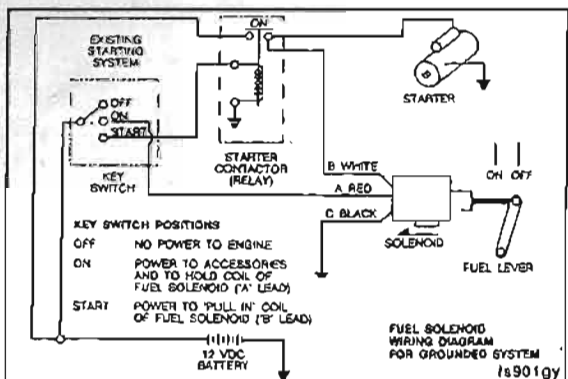 EXISTING
STARTING
SYSTEM
OFF
ON
START
KEY
SWITCH
ON
STARTER
CONTACTOR
(RELAY)
STARTER
B WHITE
A RED
C BLACK
SOLENOID
ON OFF
FUEL LEVER
KEY SWITCH POSITIONS
OFF NO POWER TO ENGINE
ON POWER TO ACCESSORIES
AND TO HOLD COIL OF
FUEL SOLENOID ('A' LEAD)
START POWER TO 'PULL IN' COIL
OF FUEL SOLENOID ('B' LEAD)
12 VDC
BATTERY
FUEL SOLENOID
WIRING DIAGRAM
FOR GROUNDED SYSTEM
ts901gy